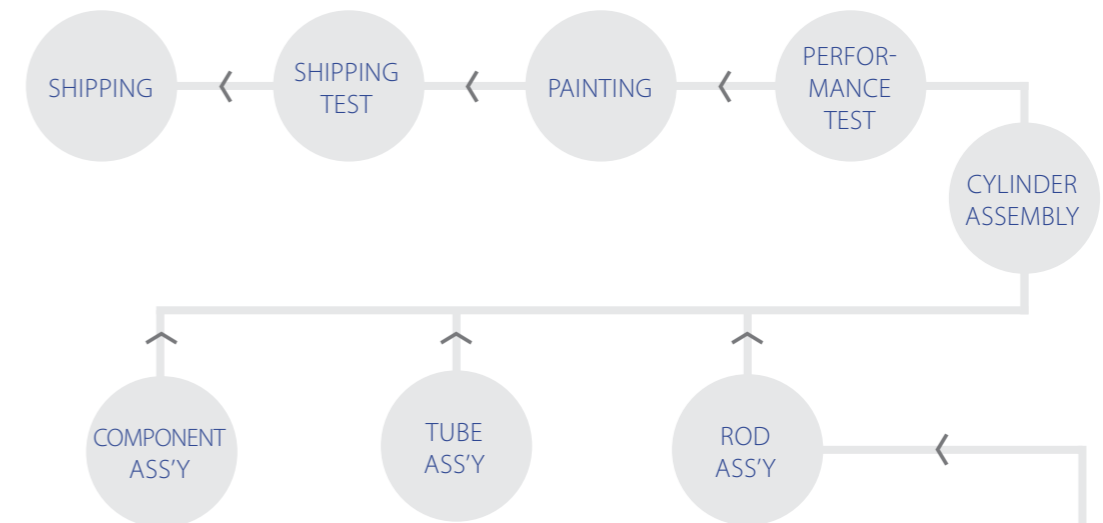 SHIPPING
SHIPPING
TEST
PAINTING
PERFOR-
MANCE
TEST
CYLINDER
ASSEMBLY
COMPONENT
ASS’Y
TUBE
ASS’Y
ROD
ASS’Y